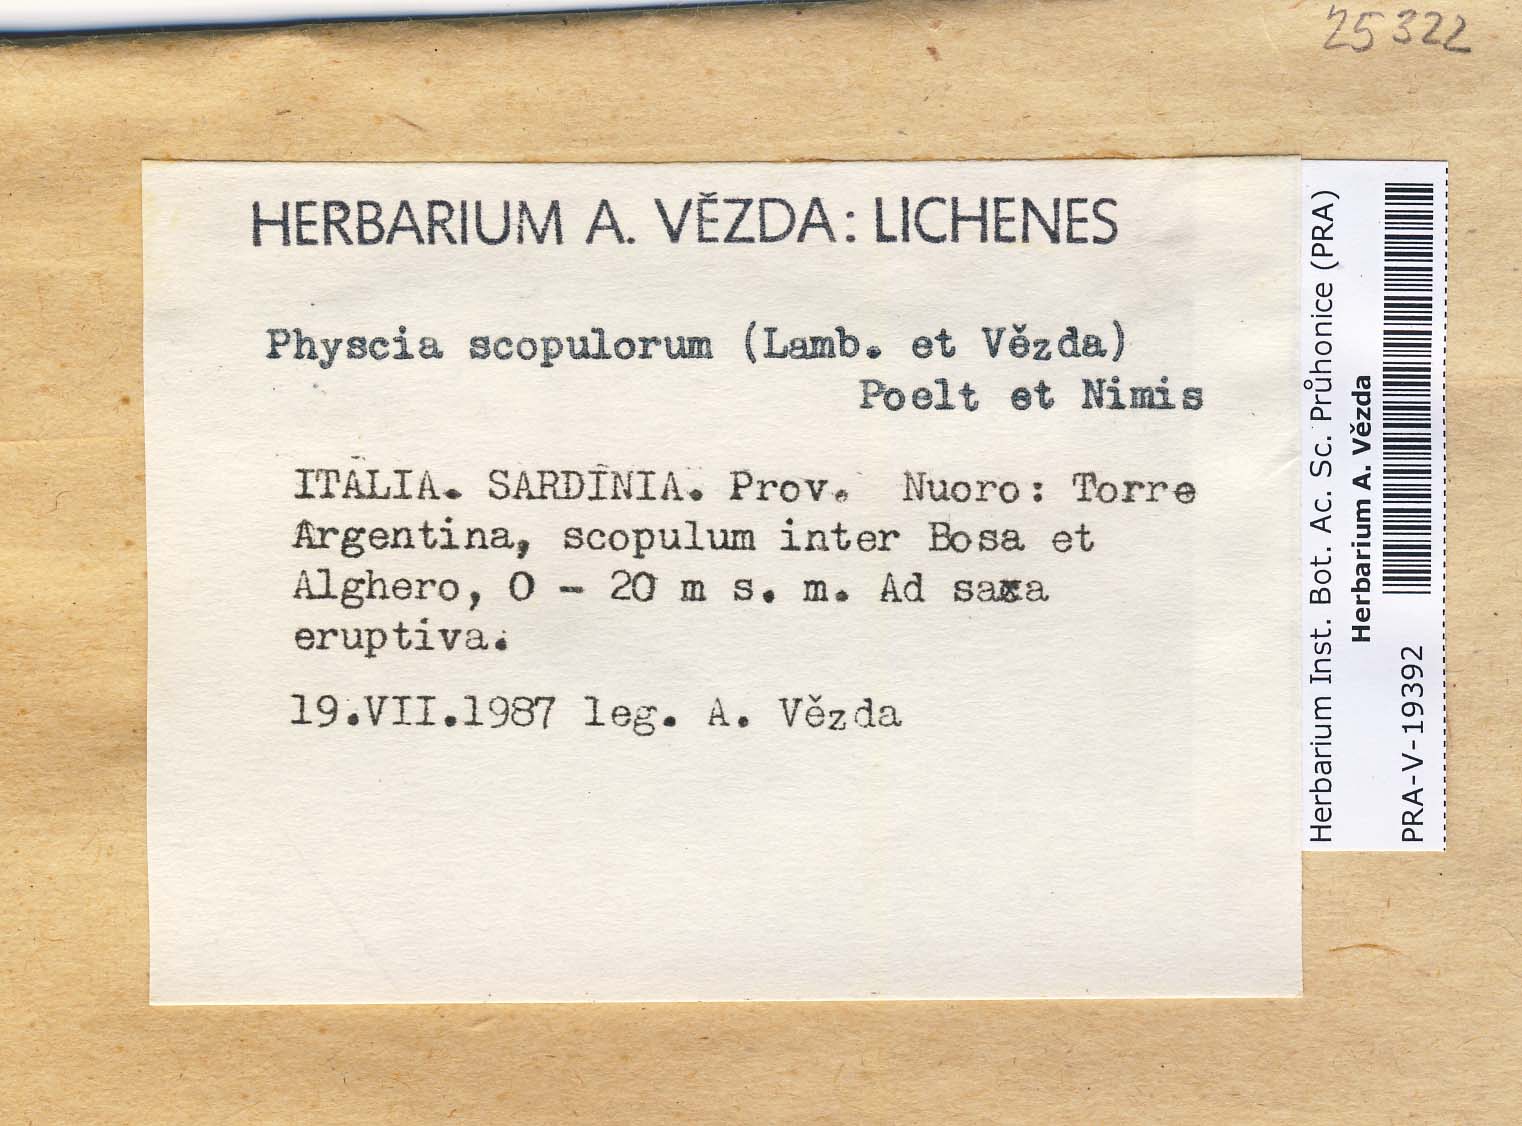 25322
HERBARIUM A. VĚZDA: LICHENES
Physcia scopulorum (Lamb. et Vězda)
Poelt et Nimis
ITALIA. SARDINIA. Prov. Nuoro: Torre
Argentina, scopulum inter Bosa et
Alghero, 0 - 20 m s. m. Ad saxa
eruptiva.
19.VII.1987 leg. A. Vězda
Herbarium Inst. Bot. Ac. Sc. Průhonice (PRA)
Herbarium A. Vězda
PRA-V-19392